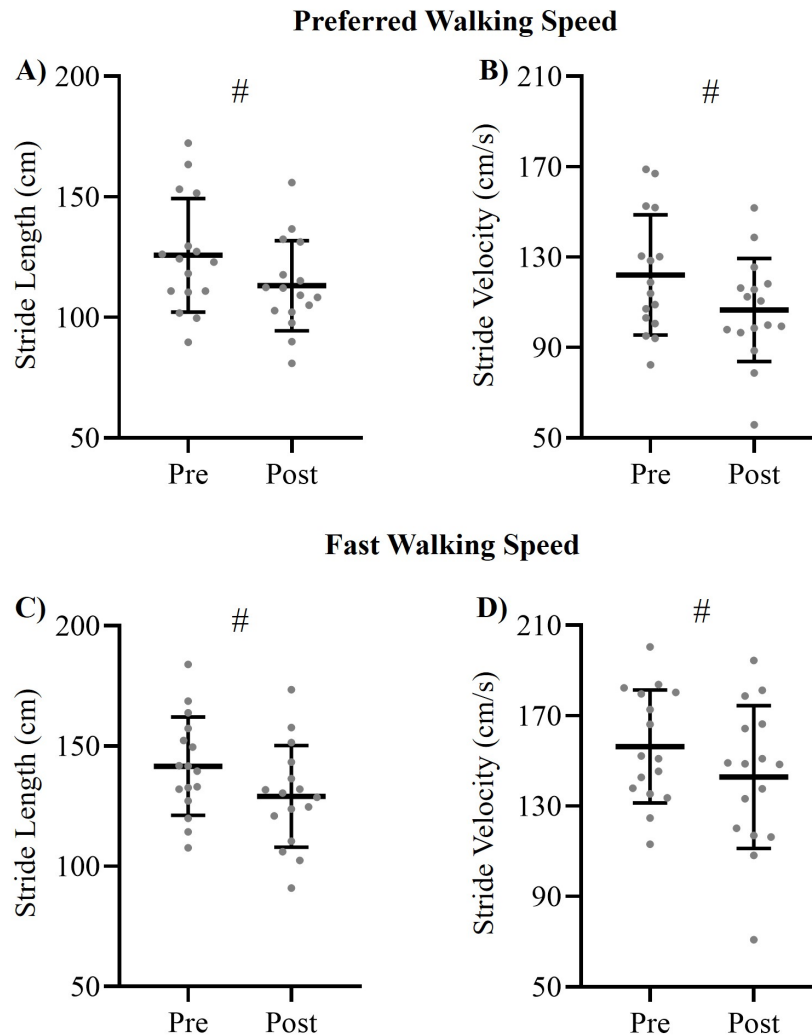 Preferred Walking Speed
A)
#
Stride Length (cm)
200
150
100
50
Pre Post
B)
#
Stride Velocity (cm/s)
210
170
130
90
50
Pre Post
Fast Walking Speed
C)
#
Stride Length (cm)
200
150
100
50
Pre Post
D)
#
Stride Velocity (cm/s)
210
170
130
90
50
Pre Post